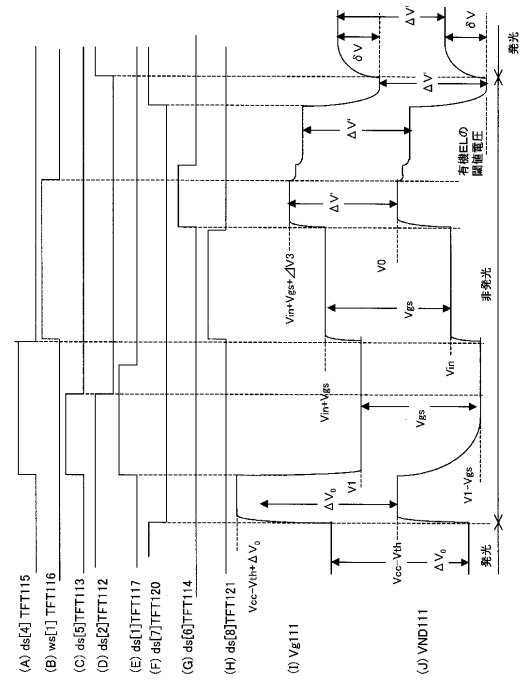 (A) ds[4] TFT115
(B) ws[1] TFT116
(C) ds[5]TFT113
(D) ds[2]TFT112
(E) ds[1]TFT117
(F) ds[7]TFT120
(G) ds[6]TFT114
(H) ds[8]TFT121
(I) Vg111
(J) VND111
Vcc-Vth+ΔV₀
ΔV₀
V1
Vin+Vgs
Vin+Vgs+⊿V3
ΔV'
ΔV'
δV
ΔV'
Vcc-Vth
ΔV₀
V1-Vgs
Vgs
Vin
Vgs
V0
有機ELの
閾値電圧
ΔV'
δV
発光
非発光
発光